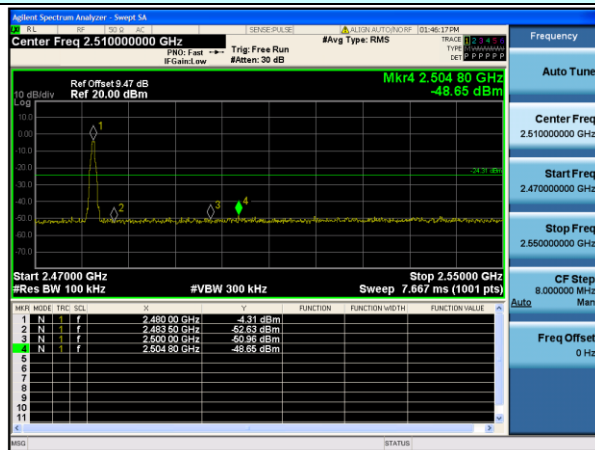 Agilent Spectrum Analyzer - Swept SA
RL RF 50 Ω AC SENSE:PULSE ALIGN AUTO/NORF 01:46:17PM
Center Freq 2.510000000 GHz
PNO: Fast
IFGain:Low
Trig: Free Run
#Atten: 30 dB
#Avg Type: RMS
TRACE 1 2 3 4 5 6
TYPE
DET P P P P P P
Ref Offset 9.47 dB
10 dB/div Ref 20.00 dBm
Log
Mkr4 2.504 80 GHz
-48.65 dBm
10.0
0.00
-10.0
-20.0
-30.0
-40.0
-50.0
-60.0
-70.0
1
2
3
4
-24.31 dBm
Start 2.47000 GHz Stop 2.55000 GHz
#Res BW 100 kHz #VBW 300 kHz Sweep 7.667 ms (1001 pts)
MKR MODE TRC SCL X Y FUNCTION FUNCTION WIDTH FUNCTION VALUE
1 N 1 f 2.480 00 GHz -4.31 dBm
2 N 1 f 2.483 50 GHz -52.63 dBm
3 N 1 f 2.500 00 GHz -50.96 dBm
4 N 1 f 2.504 80 GHz -48.65 dBm
5
6
7
8
9
10
11
MSG STATUS
Frequency
Auto Tune
Center Freq
2.510000000 GHz
Start Freq
2.470000000 GHz
Stop Freq
2.550000000 GHz
CF Step
8.000000 MHz
Auto Man
Freq Offset
0 Hz